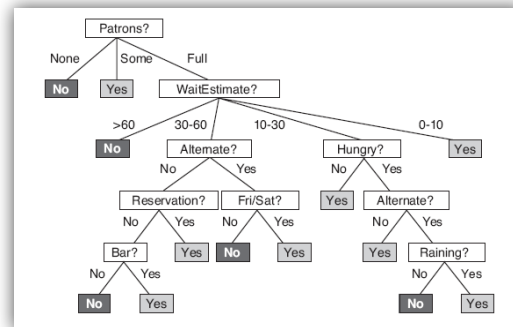 Patrons?
None Some Full
No Yes WaitEstimate?
>60 30-60 10-30 0-10
No Alternate? Hungry? Yes
No Yes No Yes
Reservation? Fri/Sat? Yes Alternate?
No Yes No Yes No Yes
Bar? Yes No Yes Yes Raining?
No Yes No Yes
No Yes No Yes